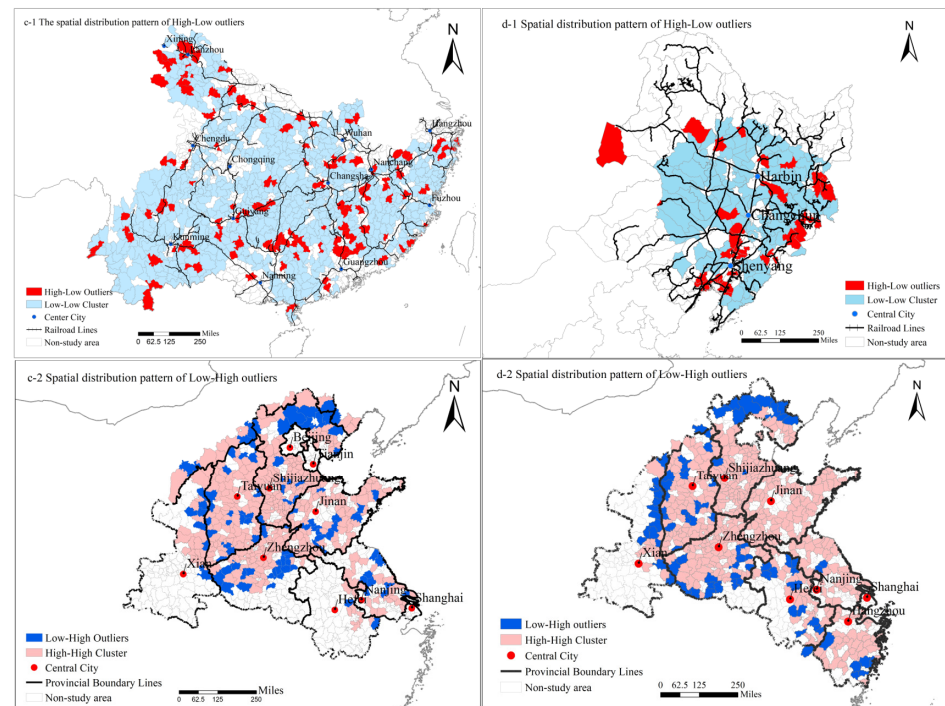 c-1 The spatial distribution pattern of High-Low outliers
N
Xining
Lanzhou
Chengdu
Chongqing
Wuhan
Hangzhou
Nanchang
Changsha
Fuzhou
Guiyang
Kunming
Guangzhou
Nanning
High-Low Outliers
Low-Low Cluster
Center City
Railroad Lines
Non-study area
Miles
0 62.5 125 250
d-1 Spatial distribution pattern of High-Low outliers
N
Harbin
Changchun
Shenyang
High-Low Outliers
Low-Low Cluster
Central City
Railroad Lines
Non-study area
Miles
0 62.5 125 250
c-2 Spatial distribution pattern of Low-High outliers
N
Beijing
Tianjin
Shijiazhuang
Taiyuan
Jinan
Zhengzhou
Xian
Nanjing
Hefei
Shanghai
Low-High Outliers
High-High Cluster
Central City
Provincial Boundary Lines
Non-study area
Miles
0 62.5 125 250
d-2 Spatial distribution pattern of Low-High outliers
N
Shijiazhuang
Taiyuan
Jinan
Zhengzhou
Xian
Nanjing
Hefei
Shanghai
Hangzhou
Low-High outliers
High-High Cluster
Central City
Provincial Boundary Lines
Non-study area
Miles
0 62.5 125 250